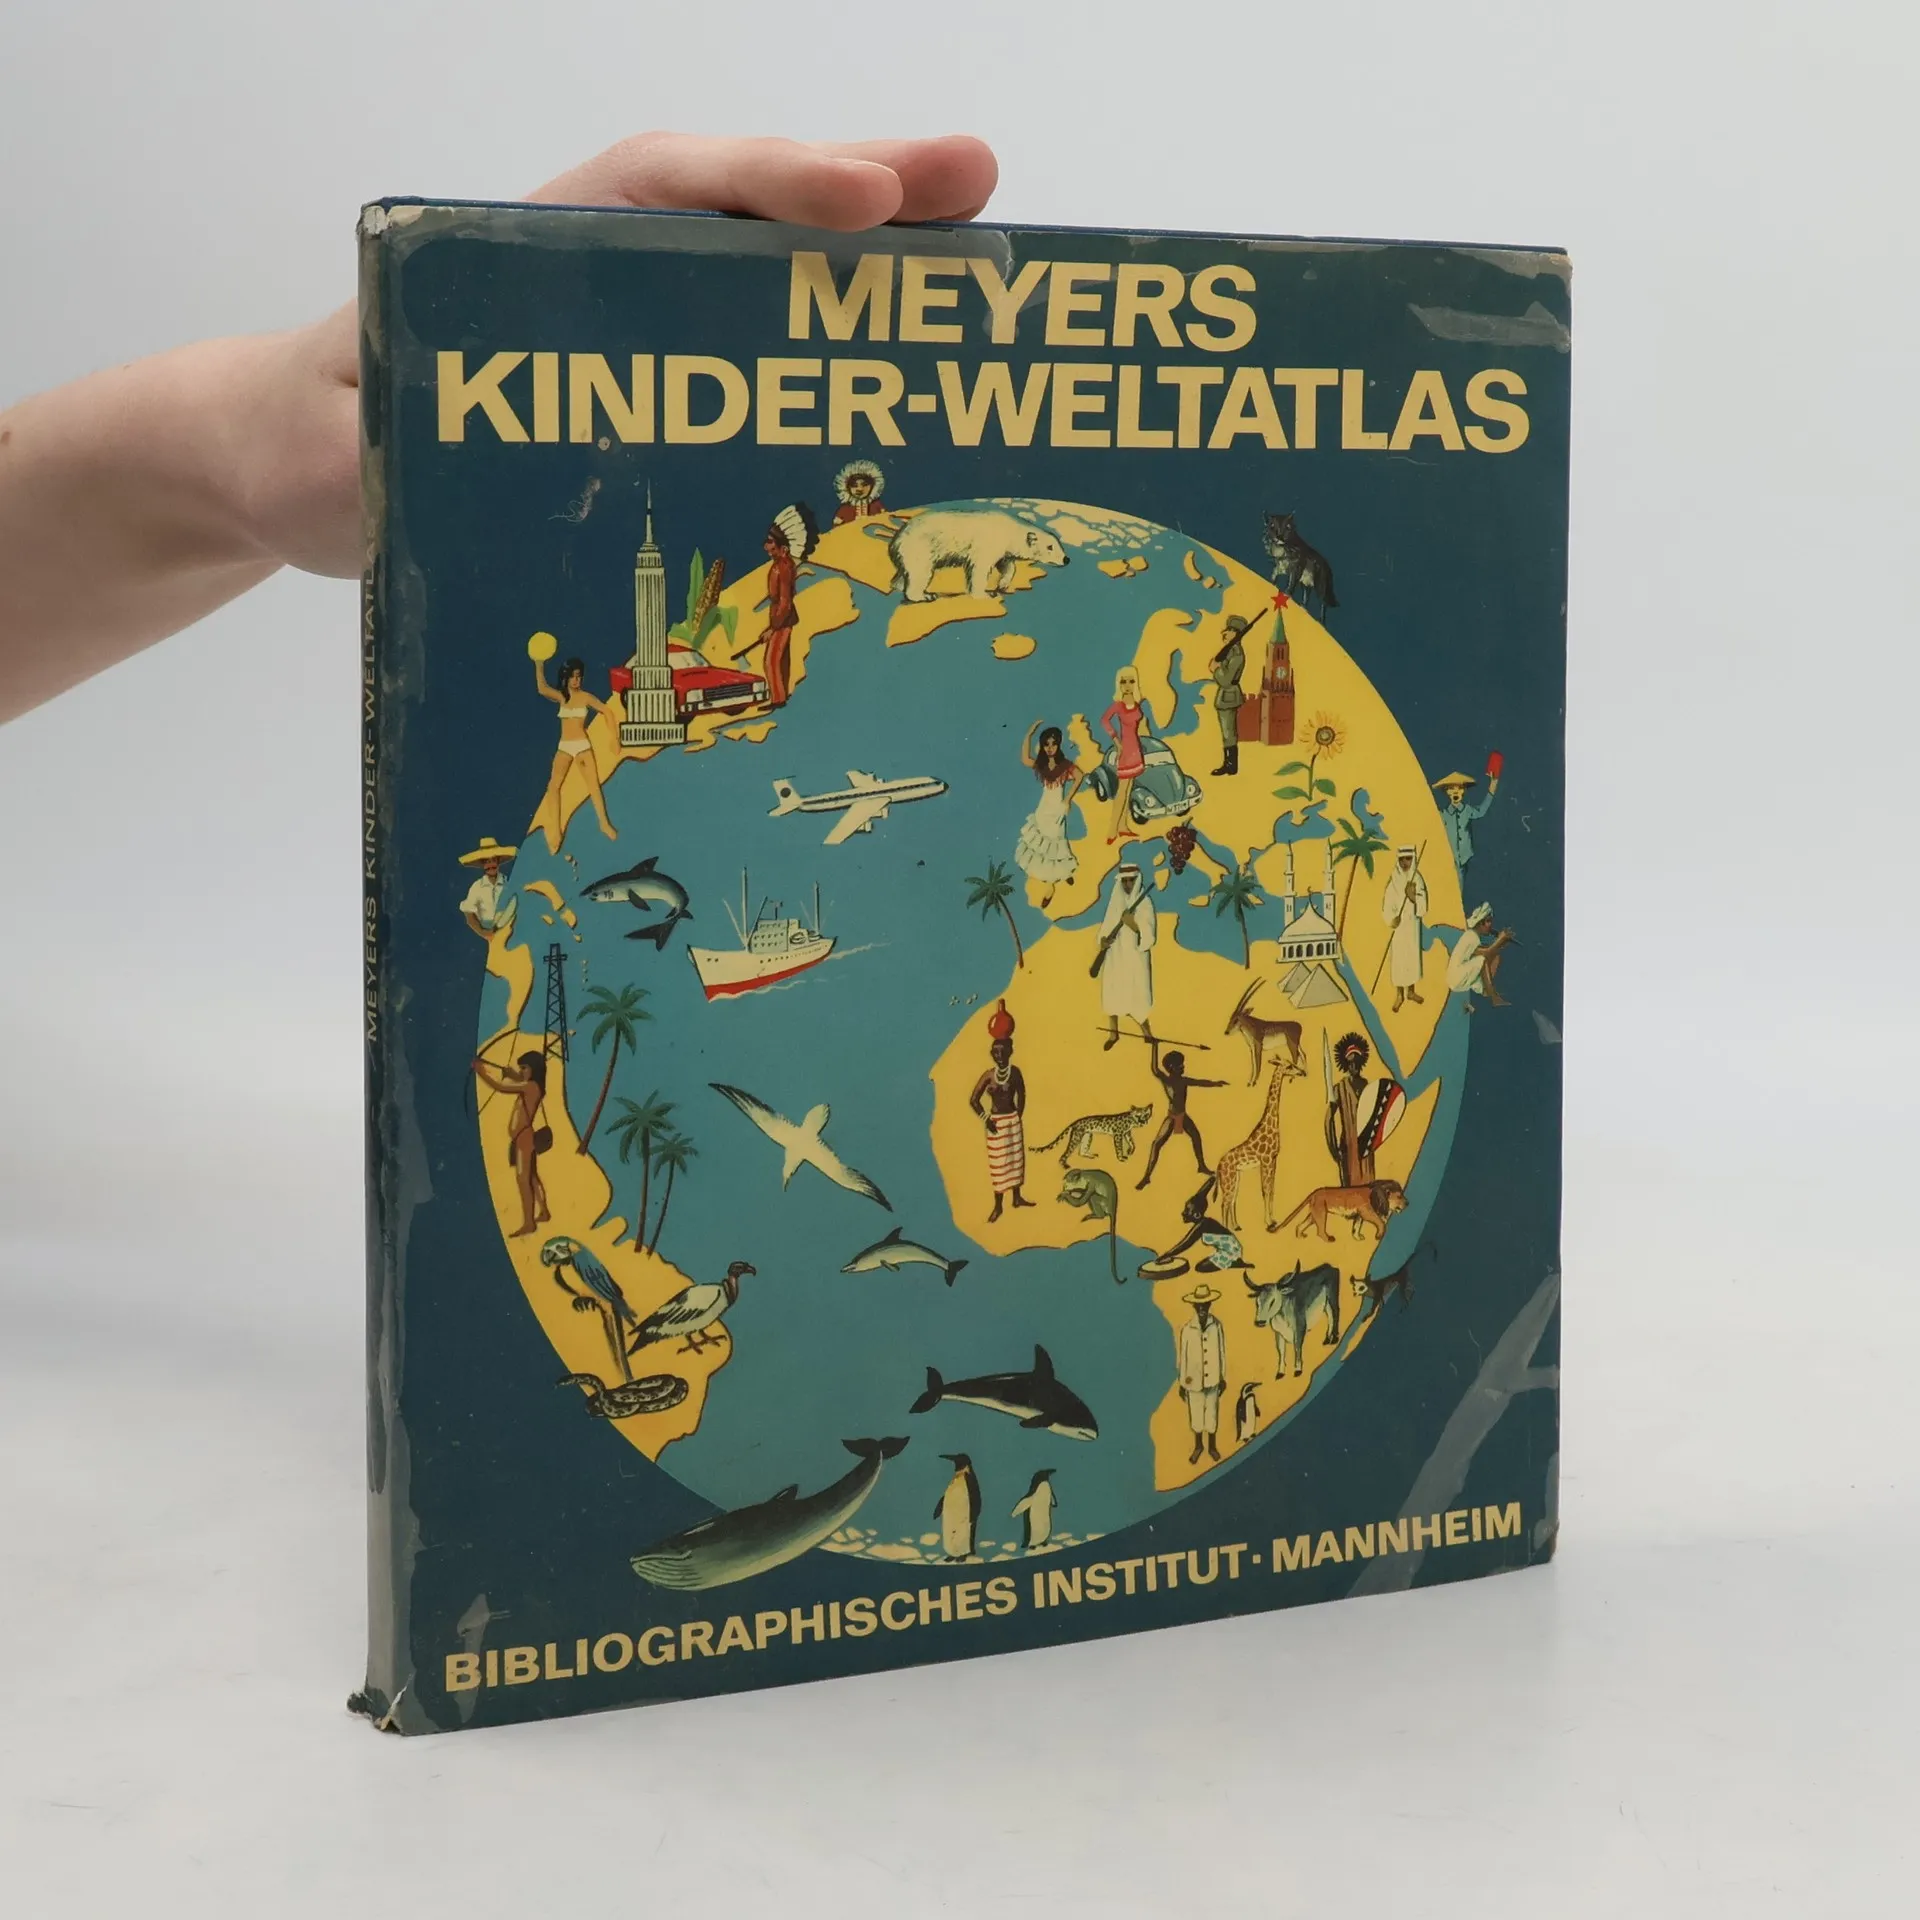 MEYERS
KINDER-WELTATLAS
BIBLIOGRAPHISCHES INSTITUT · MANNHEIM
MEYERS KINDER-WELTATLAS